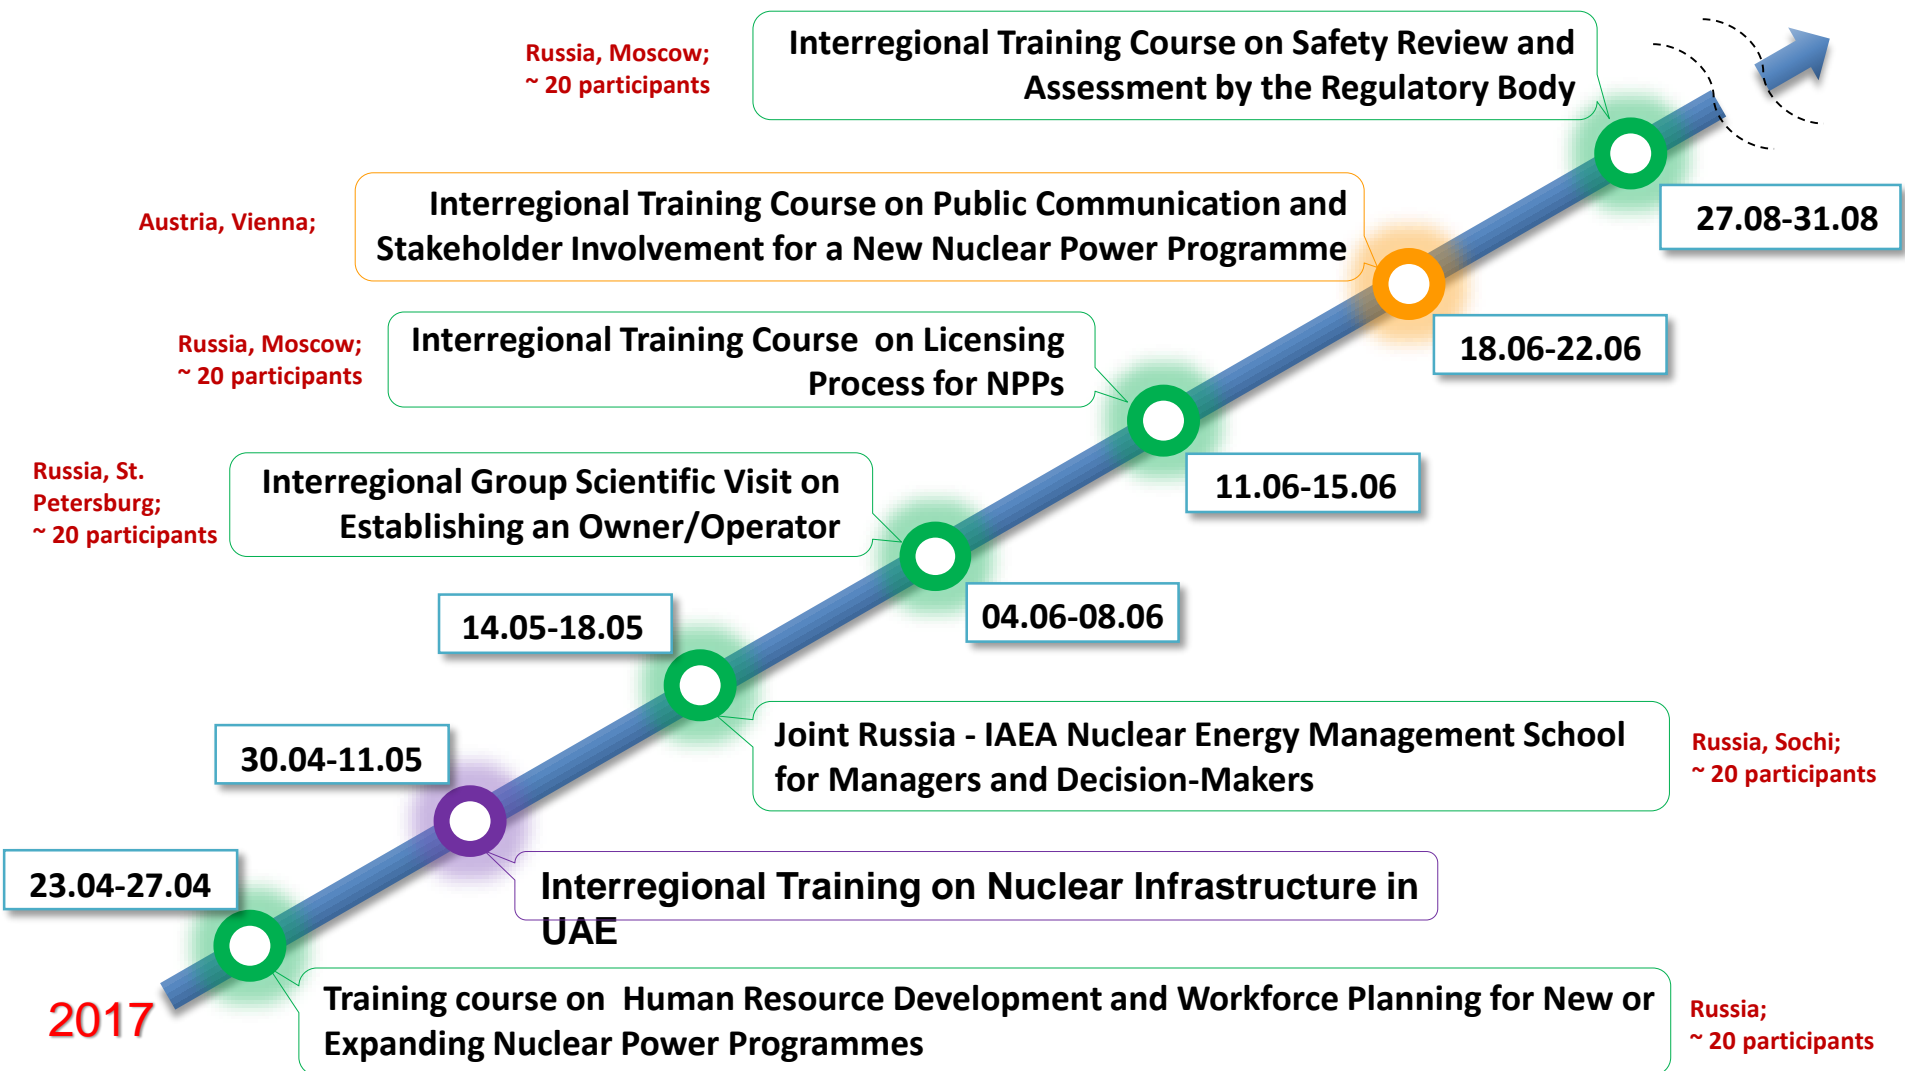 Russia, Moscow;
~ 20 participants
Interregional Training Course on Safety Review and
Assessment by the Regulatory Body
27.08-31.08
Austria, Vienna;
Interregional Training Course on Public Communication and
Stakeholder Involvement for a New Nuclear Power Programme
18.06-22.06
Russia, Moscow;
~ 20 participants
Interregional Training Course  on Licensing
Process for NPPs
11.06-15.06
Russia, St.
Petersburg;
~ 20 participants
Interregional Group Scientific Visit on
Establishing an Owner/Operator
04.06-08.06
14.05-18.05
Joint Russia - IAEA Nuclear Energy Management School
for Managers and Decision-Makers
Russia, Sochi;
~ 20 participants
30.04-11.05
Interregional Training on Nuclear Infrastructure in
UAE
23.04-27.04
2017
Training course on  Human Resource Development and Workforce Planning for New or
Expanding Nuclear Power Programmes
Russia;
~ 20 participants